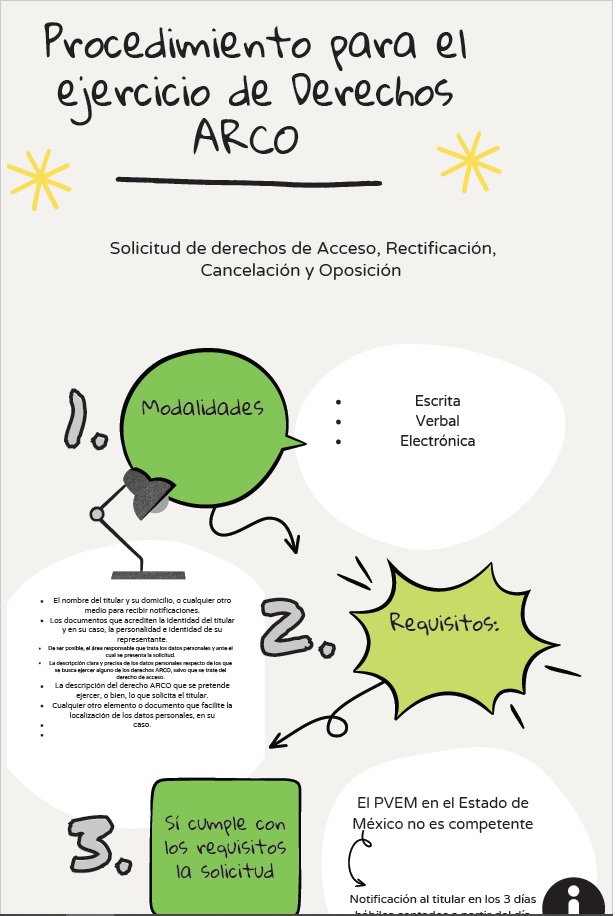 Procedimiento para el
ejercicio de Derechos
ARCO
Solicitud de derechos de Acceso, Rectificación,
Cancelación y Oposición
1.
Modalidades
• Escrita
• Verbal
• Electrónica
2.
Requisitos:
• El nombre del titular y su domicilio, o cualquier otro
medio para recibir notificaciones.
• Los documentos que acrediten la identidad del titular
y en su caso, la personalidad e identidad de su
representante.
• De ser posible, el área responsable que trata los datos personales y ante el
cual se presenta la solicitud.
• La descripción clara y precisa de los datos personales respecto de los que
se busca ejercer alguno de los derechos ARCO, salvo que se trate del
derecho de acceso.
• La descripción del derecho ARCO que se pretende
ejercer, o bien, lo que solicita el titular.
• Cualquier otro elemento o documento que facilite la
localización de los datos personales, en su
• caso.
•
3.
Sí cumple con
los requisitos
la solicitud
El PVEM en el Estado de
México no es competente
Notificación al titular en los 3 días
hábiles contados a partir del día